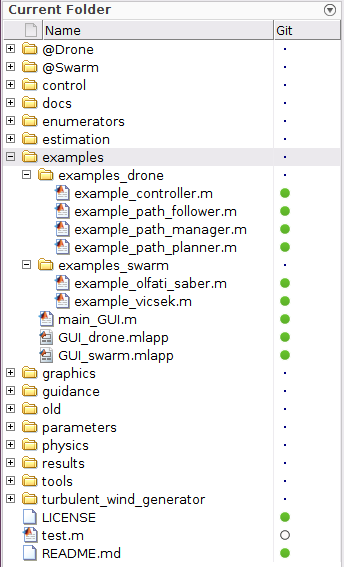 Current Folder
Name Git
@Drone
@Swarm
control
docs
enumerators
estimation
examples
examples_drone
example_controller.m
example_path_follower.m
example_path_manager.m
example_path_planner.m
examples_swarm
example_olfati_saber.m
example_vicsek.m
main_GUI.m
GUI_drone.mlapp
GUI_swarm.mlapp
graphics
guidance
old
parameters
physics
results
tools
turbulent_wind_generator
LICENSE
test.m
README.md